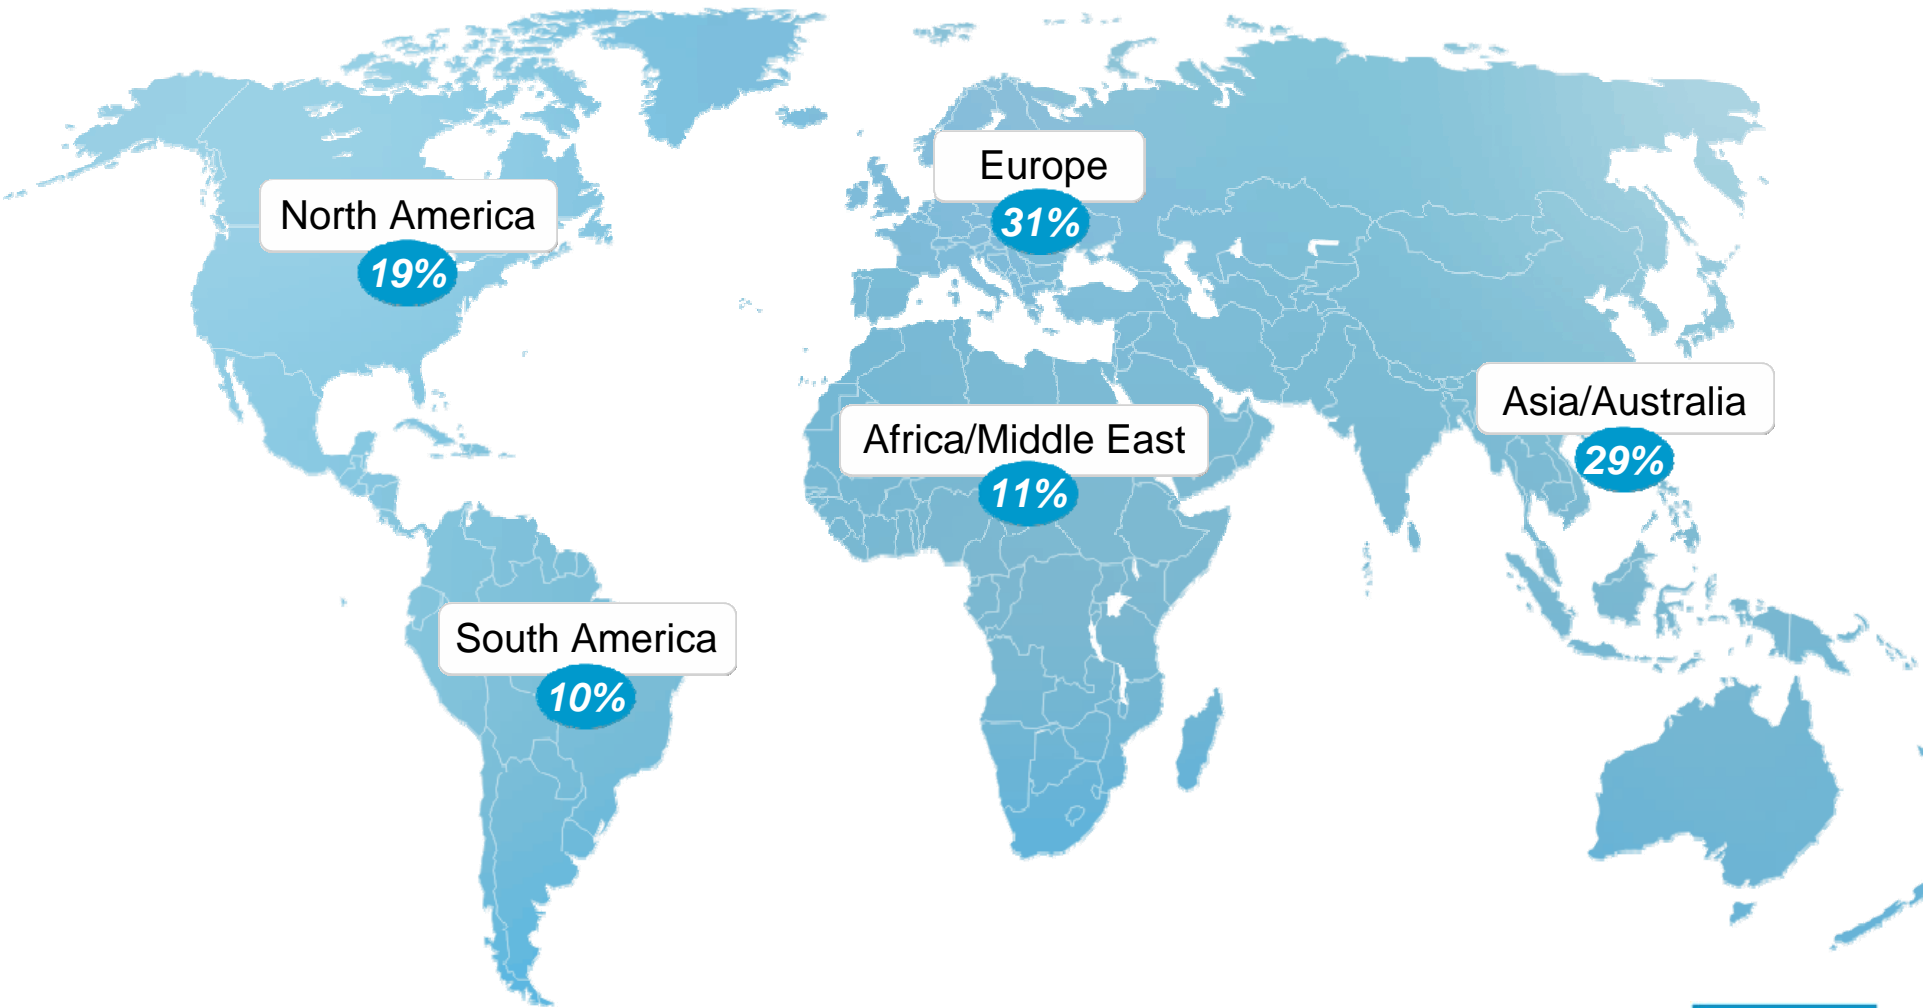 Europe
31%
North America
19%
Asia/Australia
29%
Africa/Middle East
11%
South America
10%